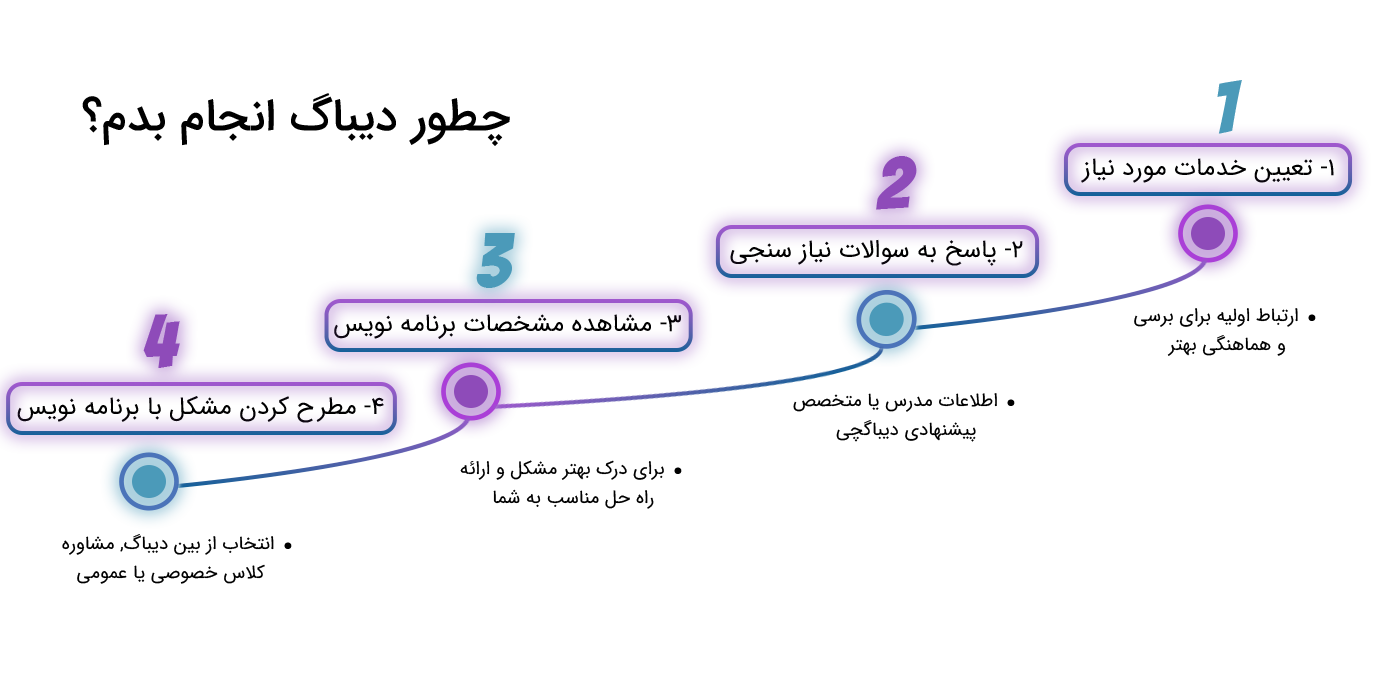 چطور دیباگ انجام بدم؟
1
۱- تعیین خدمات مورد نیاز
ارتباط اولیه برای برسی
و هماهنگی بهتر
2
۲- پاسخ به سوالات نیاز سنجی
اطلاعات مدرس یا متخصص
پیشنهادی دیباگچی
3
۳- مشاهده مشخصات برنامه نویس
برای درک بهتر مشکل و ارائه
راه حل مناسب به شما
4
۴- مطرح کردن مشکل با برنامه نویس
انتخاب از بین دیباگ, مشاوره
کلاس خصوصی یا عمومی